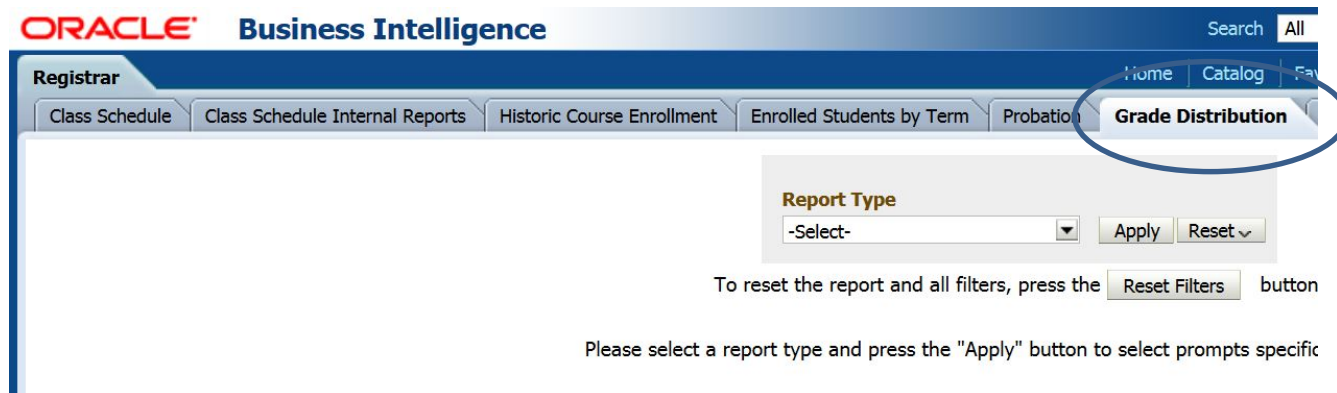 ORACLE Business Intelligence Search All
Registrar Home Catalog
Class Schedule Class Schedule Internal Reports Historic Course Enrollment Enrolled Students by Term Probation Grade Distribution
Report Type
-Select- Apply Reset
To reset the report and all filters, press the Reset Filters button
Please select a report type and press the "Apply" button to select prompts